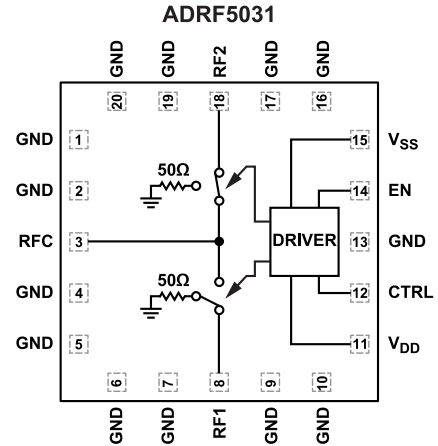 ADRF5031
GND GND RF2 GND GND
20 19 18 17 16
GND 1 15 VSS
50Ω
GND 2 14 EN
RFC 3 DRIVER 13 GND
50Ω
GND 4 12 CTRL
GND 5 11 VDD
6 7 8 9 10
GND GND RF1 GND GND